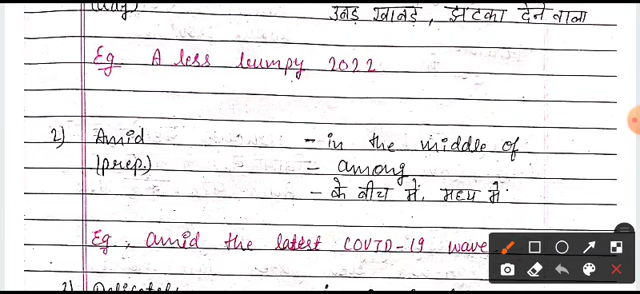 (Adj) उबड़ खाबड़, झटका देने वाला
Eg A less bumpy 2022
2) Amid - in the middle of
(prep.) - among
- के बीच में, मध्य में
Eg, amid the latest COVID-19 wave